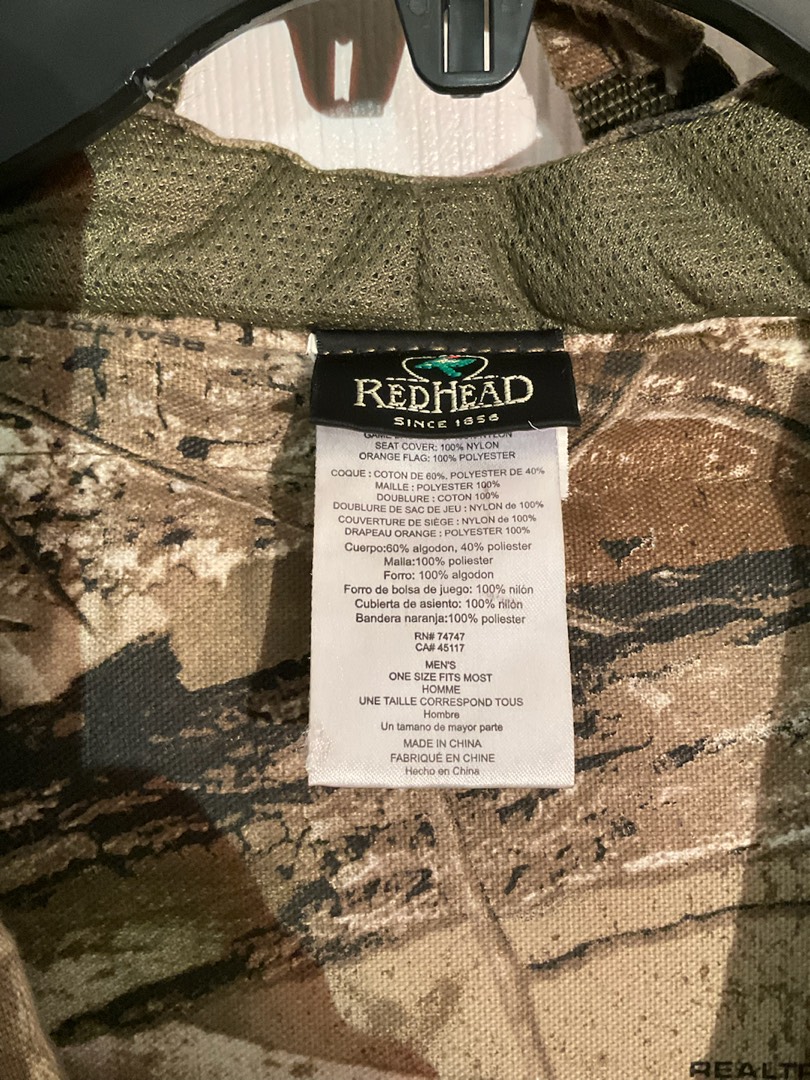 REALTREE
REDHEAD
SINCE 1856
SEAT COVER: 100% NYLON
ORANGE FLAG: 100% POLYESTER
COQUE : COTON DE 60%, POLYESTER DE 40%
MAILLE : POLYESTER 100%
DOUBLURE : COTON 100%
DOUBLURE DE SAC DE JEU : NYLON de 100%
COUVERTURE DE SIÈGE : NYLON de 100%
DRAPEAU ORANGE : POLYESTER 100%
Cuerpo:60% algodon, 40% poliester
Malla:100% poliester
Forro: 100% algodon
Forro de bolsa de juego: 100% nilón
Cubierta de asiento: 100% nilón
Bandera naranja:100% poliester
RN# 74747
CA# 45117
MEN'S
ONE SIZE FITS MOST
HOMME
UNE TAILLE CORRESPOND TOUS
Hombre
Un tamano de mayor parte
MADE IN CHINA
FABRIQUÉ EN CHINE
Hecho en China
REALTR